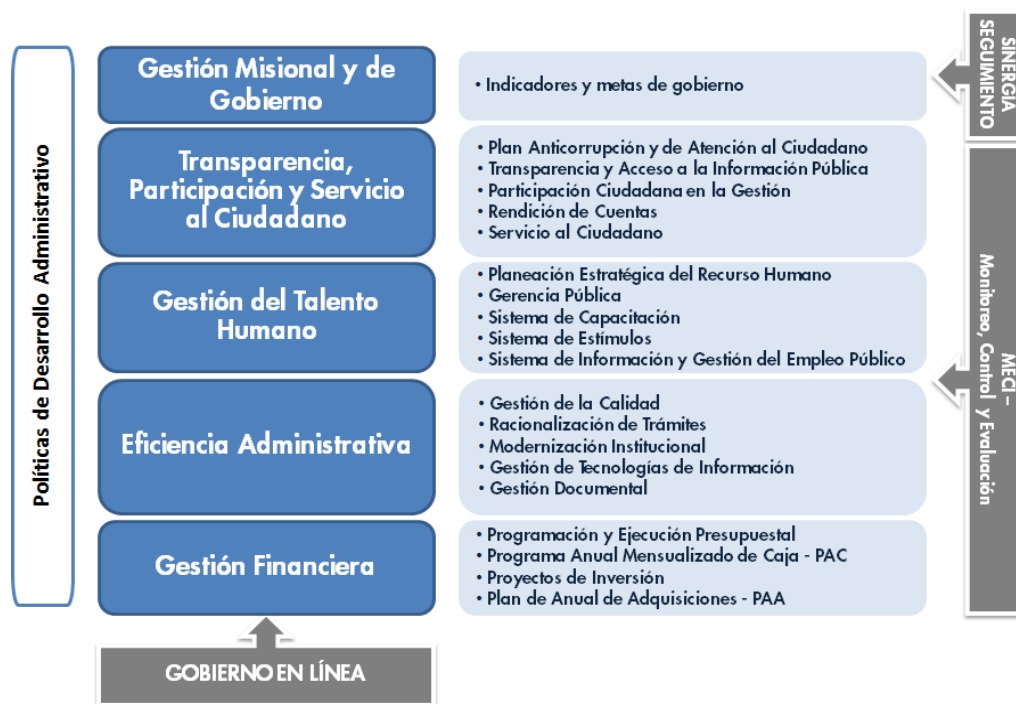 Políticas de Desarrollo Administrativo
Gestión Misional y de
Gobierno
• Indicadores y metas de gobierno
Transparencia,
Participación y Servicio
al Ciudadano
• Plan Anticorrupción y de Atención al Ciudadano
• Transparencia y Acceso a la Información Pública
• Participación Ciudadana en la Gestión
• Rendición de Cuentas
• Servicio al Ciudadano
Gestión del Talento
Humano
• Planeación Estratégica del Recurso Humano
• Gerencia Pública
• Sistema de Capacitación
• Sistema de Estímulos
• Sistema de Información y Gestión del Empleo Público
Eficiencia Administrativa
• Gestión de la Calidad
• Racionalización de Trámites
• Modernización Institucional
• Gestión de Tecnologías de Información
• Gestión Documental
Gestión Financiera
• Programación y Ejecución Presupuestal
• Programa Anual Mensualizado de Caja - PAC
• Proyectos de Inversión
• Plan de Anual de Adquisiciones - PAA
SINERGIA
SEGUIMIENTO
MECI –
Monitoreo, Control y Evaluación
GOBIERNO EN LÍNEA